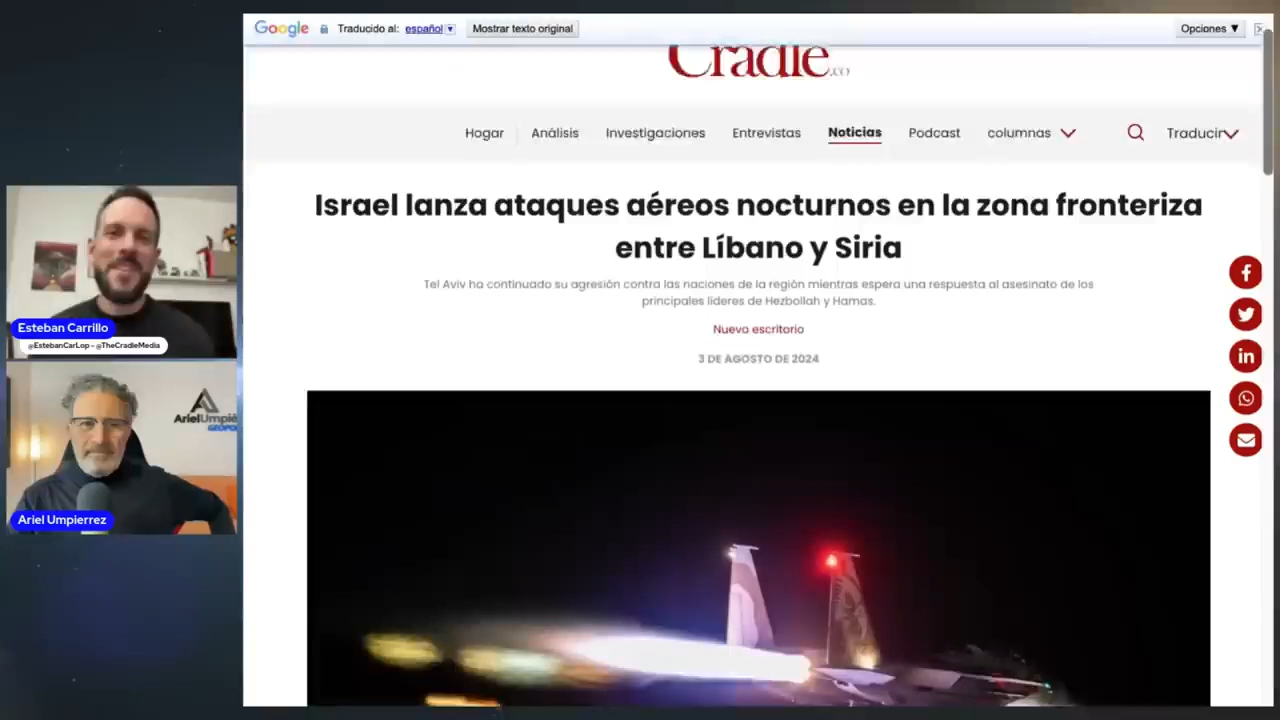 Google
Traducido al:
español
Mostrar texto original
Opciones ▼
Cradle.co
Hogar
Análisis
Investigaciones
Entrevistas
Noticias
Podcast
columnas
Traducir
Israel lanza ataques aéreos nocturnos en la zona fronteriza
entre Líbano y Siria
Tel Aviv ha continuado su agresión contra las naciones de la región mientras espera una respuesta al asesinato de los
principales líderes de Hezbollah y Hamas.
Nuevo escritorio
3 DE AGOSTO DE 2024
Esteban Carrillo
@EstebanCarLop - @TheCradleMedia
ArielUmpié
GEOPO
Ariel Umpierrez